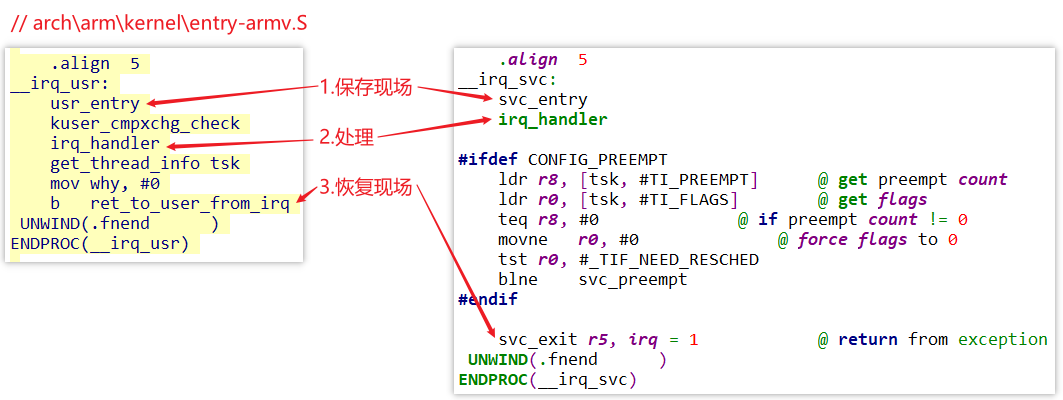 // arch\arm\kernel\entry-armv.S
.align 5
__irq_usr:
usr_entry
kuser_cmpxchg_check
irq_handler
get_thread_info tsk
mov why, #0
b ret_to_user_from_irq
UNWIND(.fnend )
ENDPROC(__irq_usr)
1.保存现场
2.处理
3.恢复现场
.align 5
__irq_svc:
svc_entry
irq_handler
#ifdef CONFIG_PREEMPT
ldr r8, [tsk, #TI_PREEMPT] @ get preempt count
ldr r0, [tsk, #TI_FLAGS] @ get flags
teq r8, #0 @ if preempt count != 0
movne r0, #0 @ force flags to 0
tst r0, #_TIF_NEED_RESCHED
blne svc_preempt
#endif
svc_exit r5, irq = 1 @ return from exception
UNWIND(.fnend )
ENDPROC(__irq_svc)